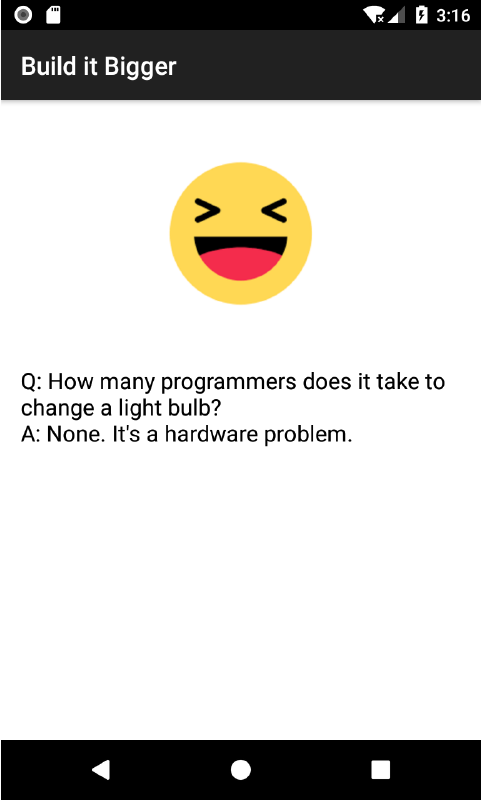 3:16
Build it Bigger
Q: How many programmers does it take to
change a light bulb?
A: None. It's a hardware problem.